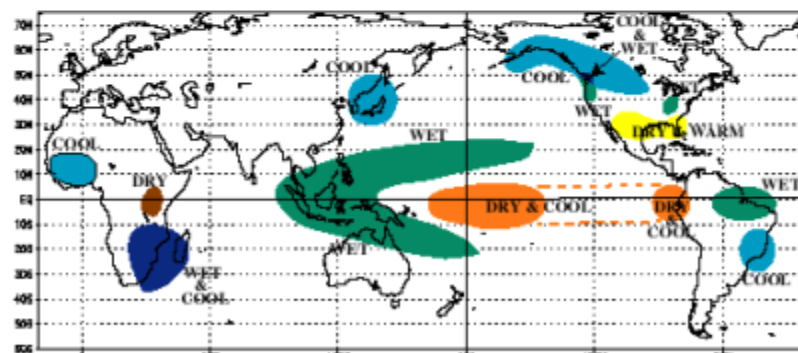 COOL
&
WET
70N
60N
50N
40N
30N
20N
10N
EQ
10S
20S
30S
40S
50S
60S
COOL
COOL
WET
WET
DRY & WARM
WET
COOL
DRY
DRY & COOL
DRY
&
COOL
WET
WET
WET
&
COOL
COOL